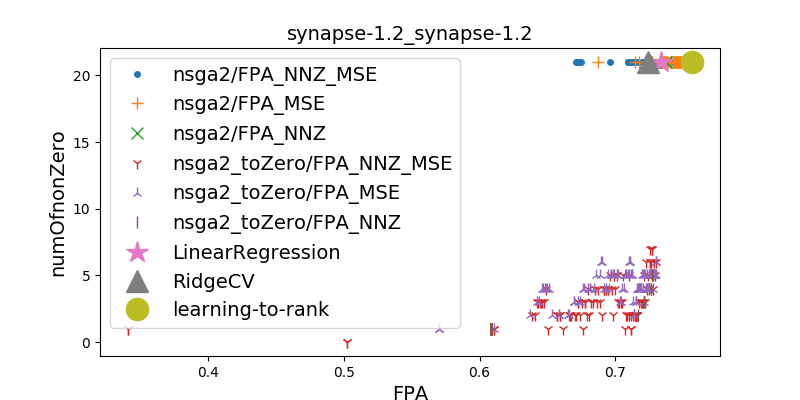 synapse-1.2_synapse-1.2
numOfnonZero
20
15
10
5
0
nsga2/FPA_NNZ_MSE
nsga2/FPA_MSE
nsga2/FPA_NNZ
nsga2_toZero/FPA_NNZ_MSE
nsga2_toZero/FPA_MSE
nsga2_toZero/FPA_NNZ
LinearRegression
RidgeCV
learning-to-rank
0.4 0.5 0.6 0.7
FPA